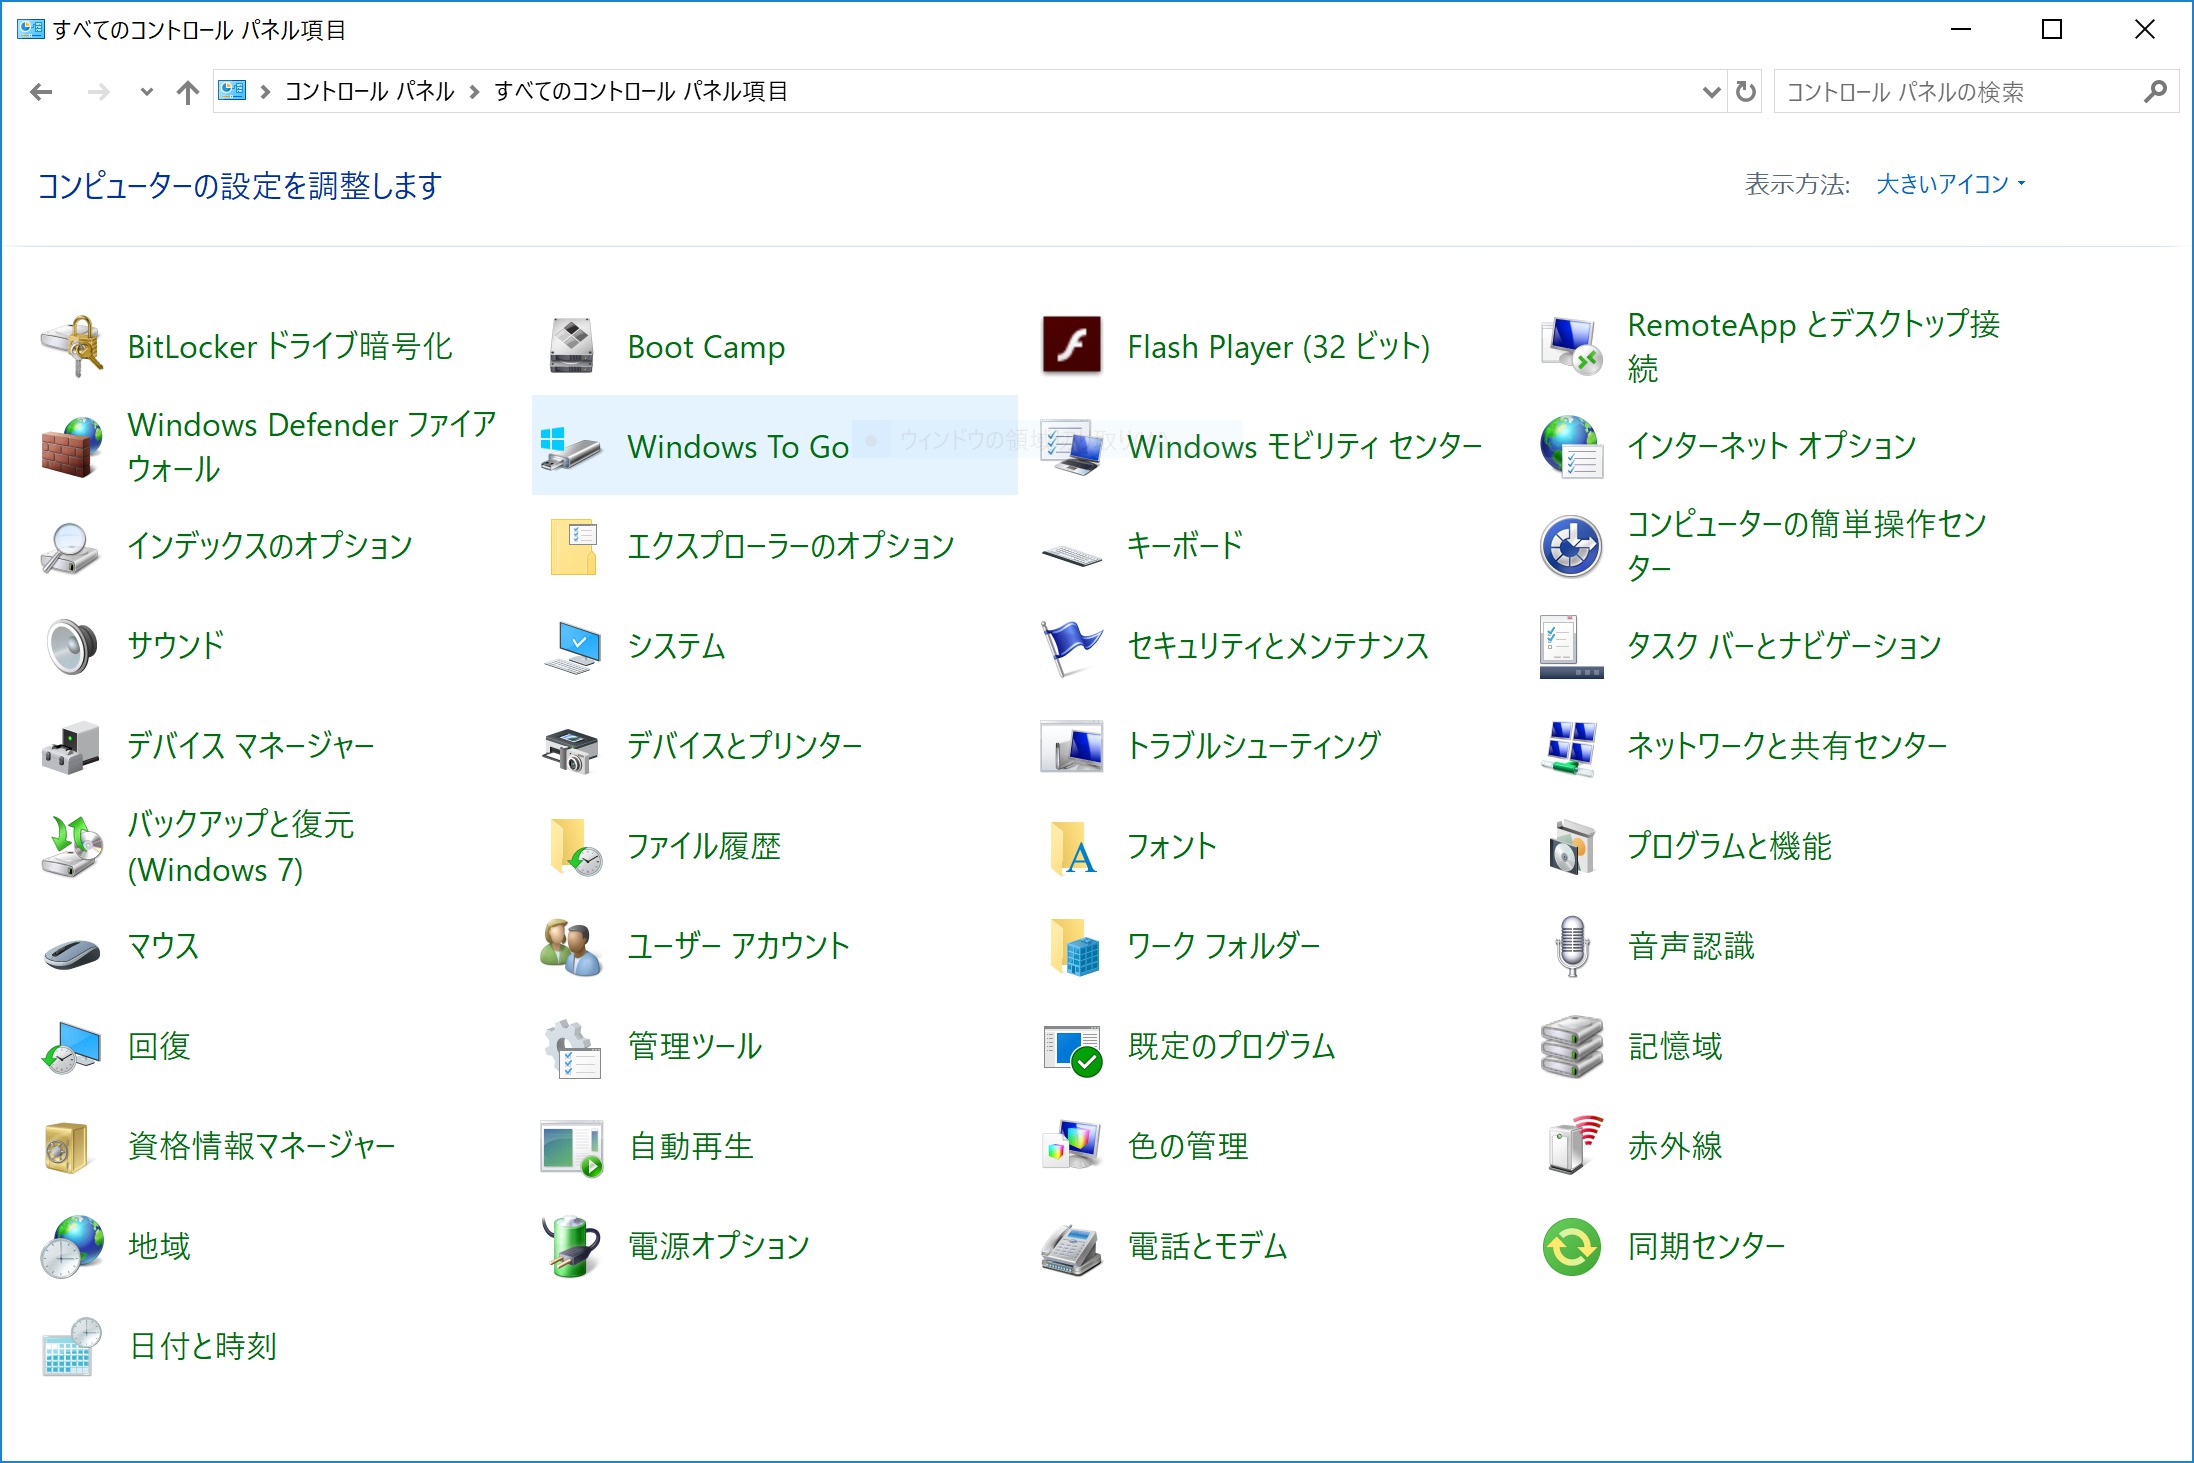 すべてのコントロール パネル項目
コントロール パネル すべてのコントロール パネル項目
コントロール パネルの検索
コンピューターの設定を調整します
表示方法: 大きいアイコン
BitLocker ドライブ暗号化
Boot Camp
Flash Player (32 ビット)
RemoteApp とデスクトップ接
続
Windows Defender ファイア
ウォール
Windows To Go
ウィンドウの領域
Windows モビリティ センター
インターネット オプション
インデックスのオプション
エクスプローラーのオプション
キーボード
コンピューターの簡単操作セン
ター
サウンド
システム
セキュリティとメンテナンス
タスク バーとナビゲーション
デバイス マネージャー
デバイスとプリンター
トラブルシューティング
ネットワークと共有センター
バックアップと復元
(Windows 7)
ファイル履歴
フォント
プログラムと機能
マウス
ユーザー アカウント
ワーク フォルダー
音声認識
回復
管理ツール
既定のプログラム
記憶域
資格情報マネージャー
自動再生
色の管理
赤外線
地域
電源オプション
電話とモデム
同期センター
日付と時刻